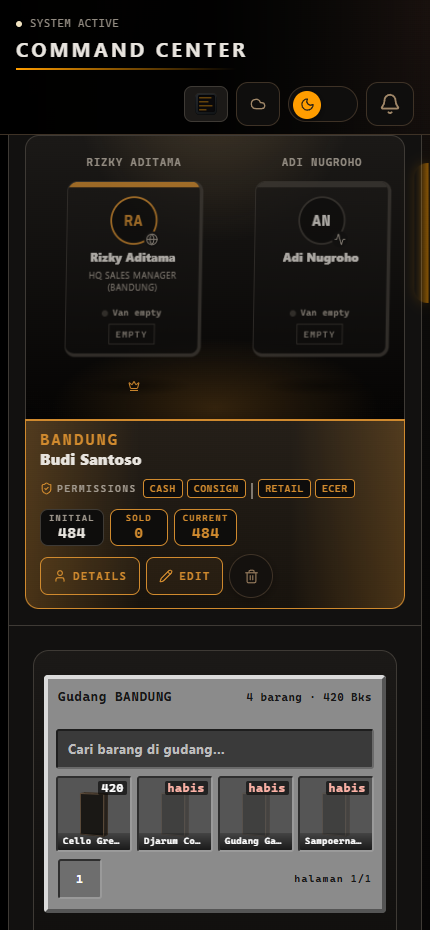 SYSTEM ACTIVE
COMMAND CENTER
RIZKY ADITAMA
ADI NUGROHO
RA
Rizky Aditama
HQ SALES MANAGER
(BANDUNG)
Van empty
EMPTY
AN
Adi Nugroho
Van empty
EMPTY
BANDUNG
Budi Santoso
PERMISSIONS CASH CONSIGN | RETAIL ECER
INITIAL
484
SOLD
0
CURRENT
484
DETAILS EDIT
Gudang BANDUNG 4 barang · 420 Bks
Cari barang di gudang...
420 habis habis habis
Cello Gre… Djarum Co… Gudang Ga… Sampoerna…
1 halaman 1/1